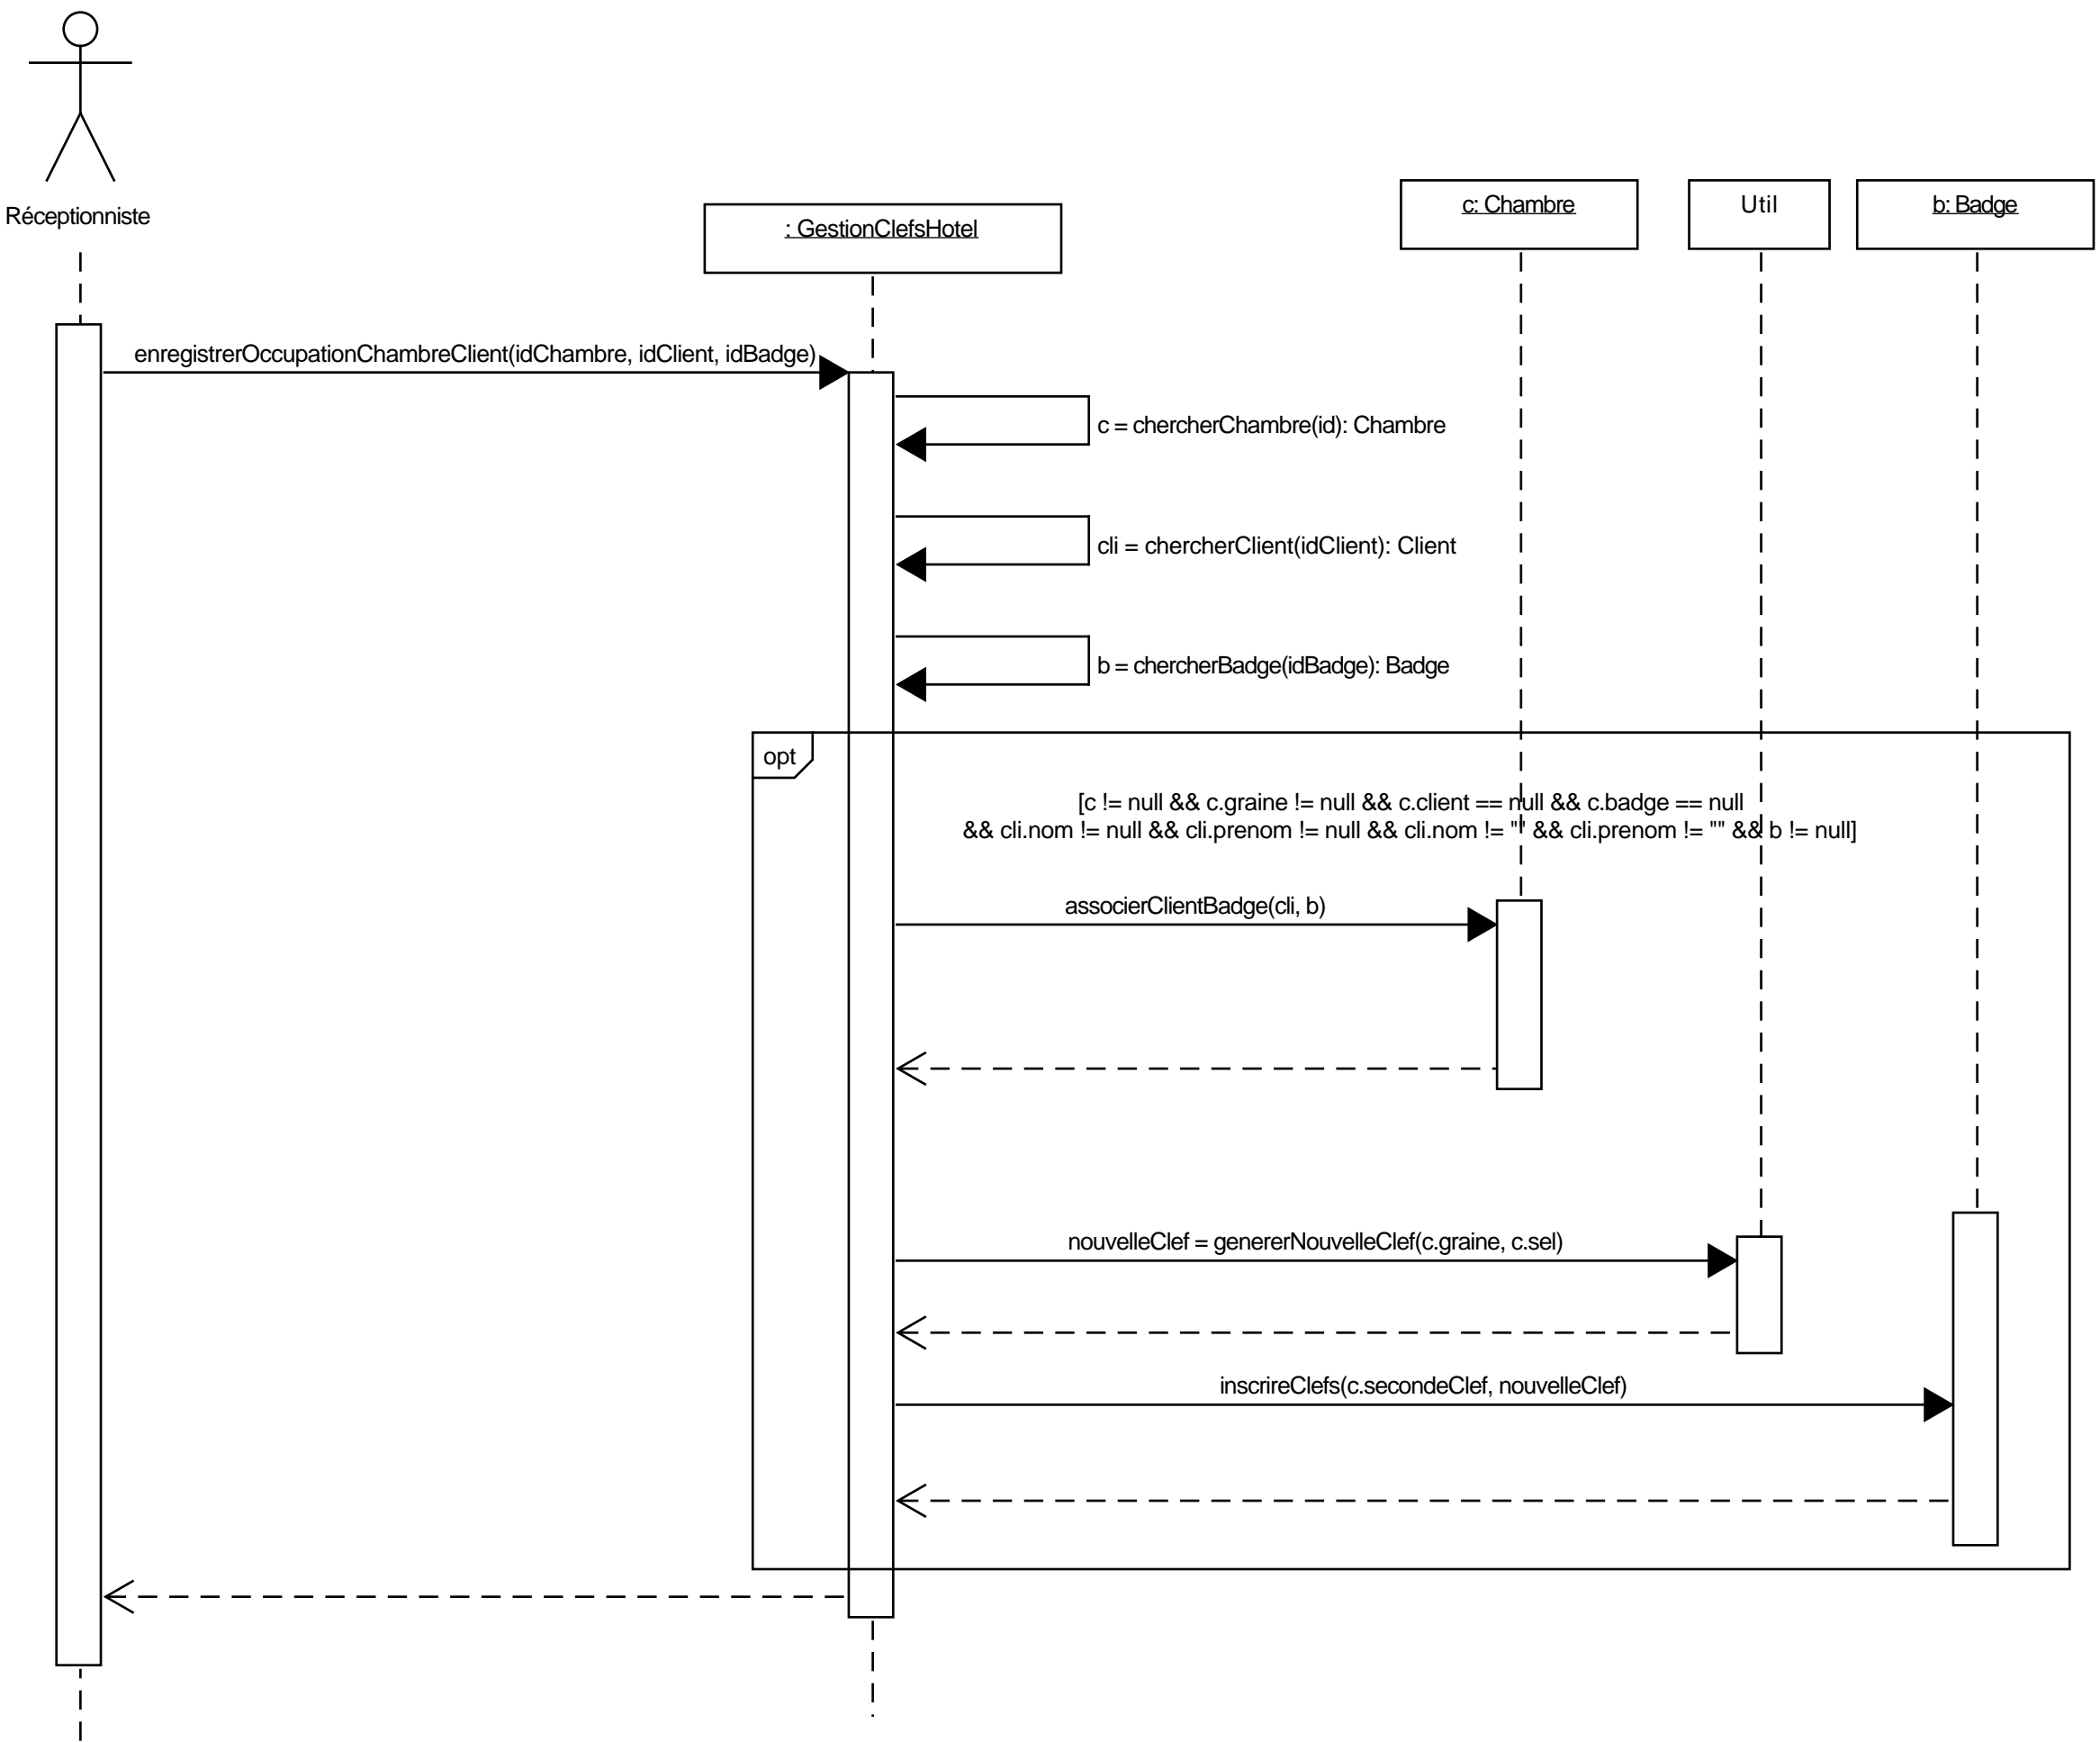 Réceptionniste
: GestionClefsHotel
c: Chambre
Util
b: Badge
enregistrerOccupationChambreClient(idChambre, idClient, idBadge)
c = chercherChambre(id): Chambre
cli = chercherClient(idClient): Client
b = chercherBadge(idBadge): Badge
opt
[c != null && c.graine != null && c.client == null && c.badge == null
&& cli.nom != null && cli.prenom != null && cli.nom != "" && cli.prenom != "" && b != null]
associerClientBadge(cli, b)
nouvelleClef = genererNouvelleClef(c.graine, c.sel)
inscrireClefs(c.secondeClef, nouvelleClef)